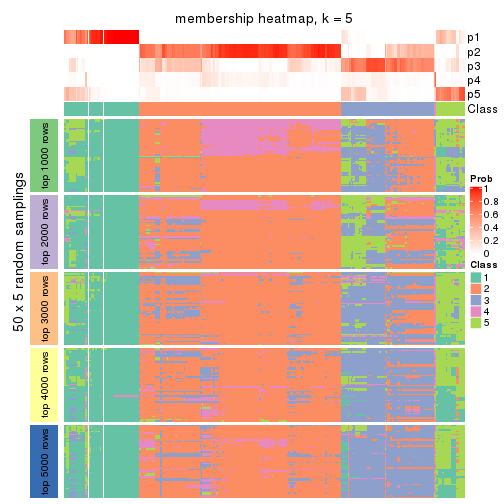 membership heatmap, k = 5
p1
p2
p3
p4
p5
Class
50 x 5 random samplings
top 1000 rows
top 2000 rows
top 3000 rows
top 4000 rows
top 5000 rows
Prob
1
0.8
0.6
0.4
0.2
0
Class
1
2
3
4
5